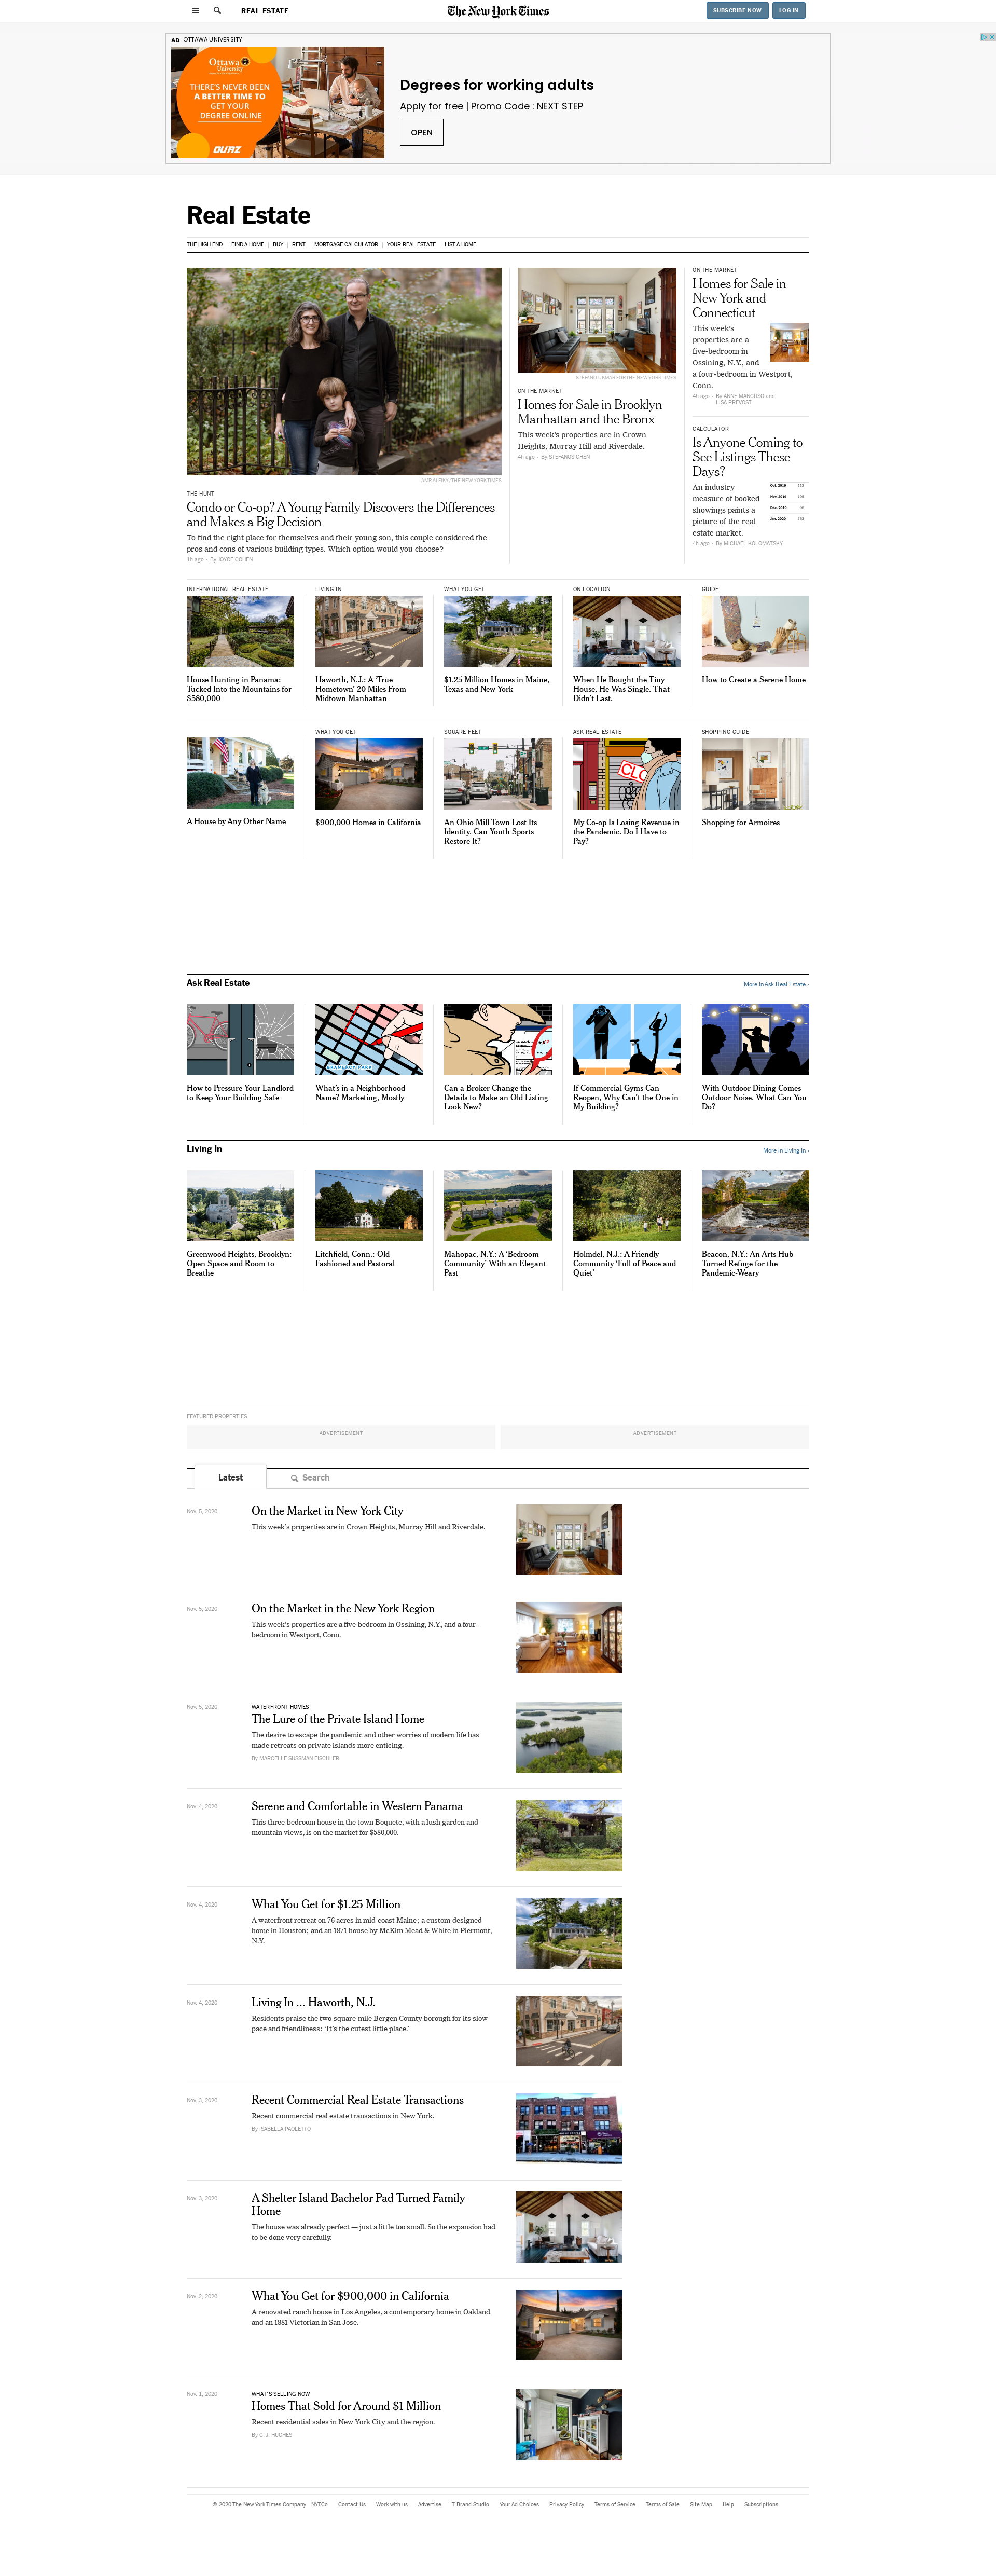 REAL ESTATE
The New York Times
SUBSCRIBE NOW
LOG IN
AD OTTAWA UNIVERSITY
Ottawa
THERE'S NEVER BEEN
A BETTER TIME TO
GET YOUR
DEGREE ONLINE
OUAZ
Degrees for working adults
Apply for free | Promo Code : NEXT STEP
OPEN
Real Estate
THE HIGH END
FIND A HOME
BUY
RENT
MORTGAGE CALCULATOR
YOUR REAL ESTATE
LIST A HOME
AMR ALFIKY / THE NEW YORK TIMES
THE HUNT
Condo or Co-op? A Young Family Discovers the Differences
and Makes a Big Decision
To find the right place for themselves and their young son, this couple considered the
pros and cons of various building types. Which option would you choose?
1h ago - By JOYCE COHEN
STEFANO UKMAR FOR THE NEW YORK TIMES
ON THE MARKET
Homes for Sale in Brooklyn
Manhattan and the Bronx
This week's properties are in Crown
Heights, Murray Hill and Riverdale.
4h ago - By STEFANOS CHEN
ON THE MARKET
Homes for Sale in
New York and
Connecticut
This week's
properties are a
five-bedroom in
Ossining, N.Y., and
a four-bedroom in Westport,
Conn.
4h ago - By ANNE MANCUSO and
LISA PREVOST
CALCULATOR
Is Anyone Coming to
See Listings These
Days?
An industry
measure of booked
showings paints a
picture of the real
estate market.
Oct. 2019
Nov. 2019
Dec. 2019
Jan. 2020
4h ago - By MICHAEL KOLOMATSKY
INTERNATIONAL REAL ESTATE
House Hunting in Panama:
Tucked Into the Mountains for
$580,000
LIVING IN
Haworth, N.J.: A ‘True
Hometown’ 20 Miles From
Midtown Manhattan
WHAT YOU GET
$1.25 Million Homes in Maine,
Texas and New York
ON LOCATION
When He Bought the Tiny
House, He Was Single. That
Didn’t Last.
GUIDE
How to Create a Serene Home
A House by Any Other Name
WHAT YOU GET
$900,000 Homes in California
SQUARE FEET
An Ohio Mill Town Lost Its
Identity. Can Youth Sports
Restore It?
ASK REAL ESTATE
CLO
My Co-op Is Losing Revenue in
the Pandemic. Do I Have to
Pay?
SHOPPING GUIDE
Shopping for Armoires
Ask Real Estate
More in Ask Real Estate ›
How to Pressure Your Landlord
to Keep Your Building Safe
GRAMERCY PARK
What’s in a Neighborhood
Name? Marketing, Mostly
Can a Broker Change the
Details to Make an Old Listing
Look New?
If Commercial Gyms Can
Reopen, Why Can’t the One in
My Building?
With Outdoor Dining Comes
Outdoor Noise. What Can You
Do?
Living In
More in Living In ›
Greenwood Heights, Brooklyn:
Open Space and Room to
Breathe
Litchfield, Conn.: Old-
Fashioned and Pastoral
Mahopac, N.Y.: A ‘Bedroom
Community’ With an Elegant
Past
Holmdel, N.J.: A Friendly
Community ‘Full of Peace and
Quiet’
Beacon, N.Y.: An Arts Hub
Turned Refuge for the
Pandemic-Weary
FEATURED PROPERTIES
ADVERTISEMENT
ADVERTISEMENT
Latest
Search
Nov. 5, 2020
On the Market in New York City
This week’s properties are in Crown Heights, Murray Hill and Riverdale.
Nov. 5, 2020
On the Market in the New York Region
This week’s properties are a five-bedroom in Ossining, N.Y., and a four-
bedroom in Westport, Conn.
Nov. 5, 2020
WATERFRONT HOMES
The Lure of the Private Island Home
The desire to escape the pandemic and other worries of modern life has
made retreats on private islands more enticing.
By MARCELLE SUSSMAN FISCHLER
Nov. 4, 2020
Serene and Comfortable in Western Panama
This three-bedroom house in the town Boquete, with a lush garden and
mountain views, is on the market for $580,000.
Nov. 4, 2020
What You Get for $1.25 Million
A waterfront retreat on 76 acres in mid-coast Maine; a custom-designed
home in Houston; and an 1871 house by McKim Mead & White in Piermont,
N.Y.
Nov. 4, 2020
Living In ... Haworth, N.J.
Residents praise the two-square-mile Bergen County borough for its slow
pace and friendliness: ‘It’s the cutest little place.’
Nov. 3, 2020
Recent Commercial Real Estate Transactions
Recent commercial real estate transactions in New York.
By ISABELLA PAOLETTO
Nov. 3, 2020
A Shelter Island Bachelor Pad Turned Family
Home
The house was already perfect — just a little too small. So the expansion had
to be done very carefully.
Nov. 2, 2020
What You Get for $900,000 in California
A renovated ranch house in Los Angeles, a contemporary home in Oakland
and an 1881 Victorian in San Jose.
Nov. 1, 2020
WHAT'S SELLING NOW
Homes That Sold for Around $1 Million
Recent residential sales in New York City and the region.
By C. J. HUGHES
© 2020 The New York Times Company
NYTCo
Contact Us
Work with us
Advertise
T Brand Studio
Your Ad Choices
Privacy Policy
Terms of Service
Terms of Sale
Site Map
Help
Subscriptions